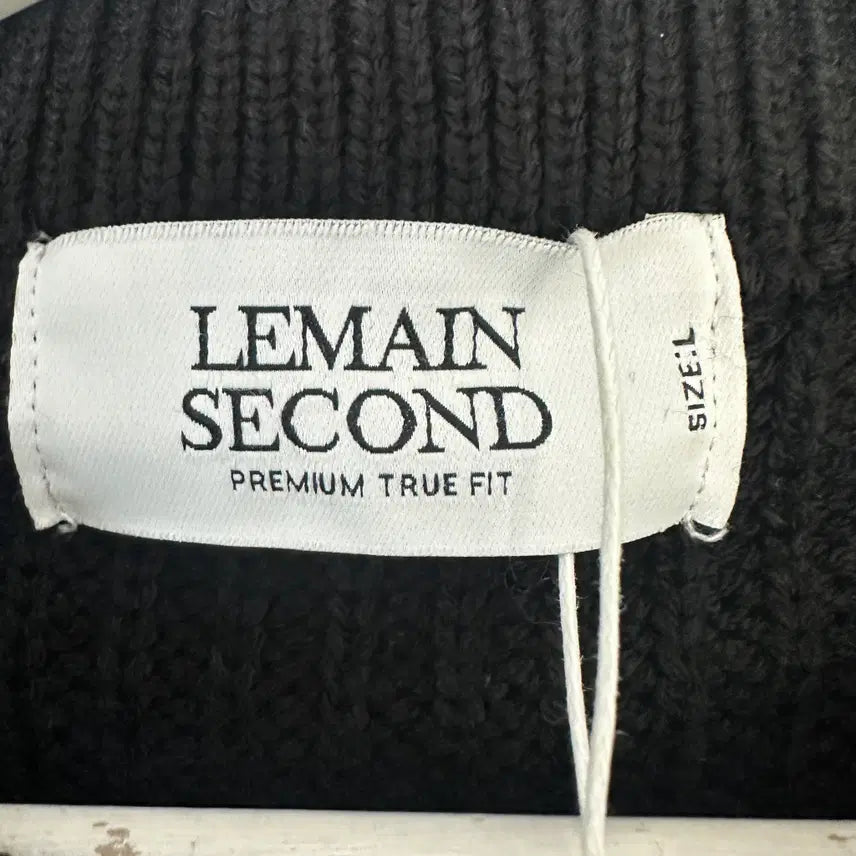 LEMAIN
SECOND
PREMIUM TRUE FIT
SIZE:L